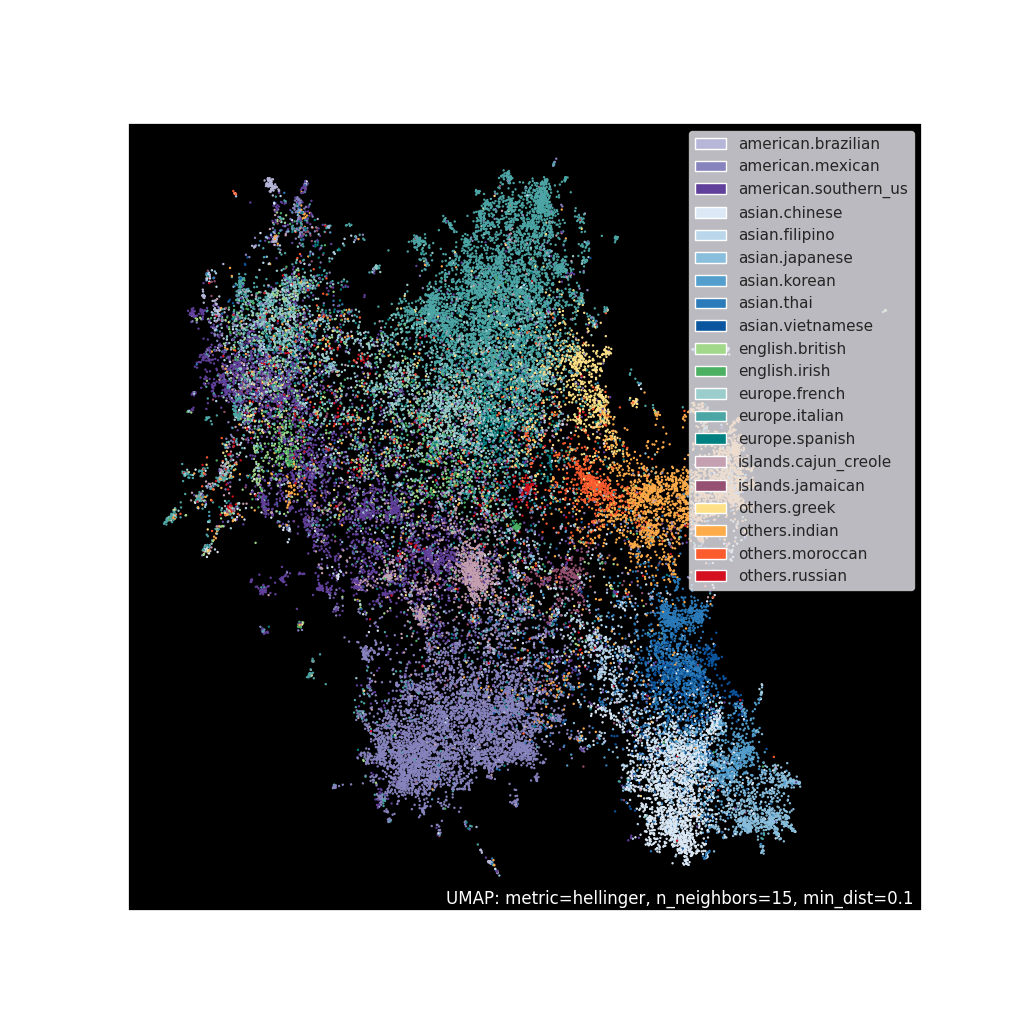 american.brazilian
american.mexican
american.southern_us
asian.chinese
asian.filipino
asian.japanese
asian.korean
asian.thai
asian.vietnamese
english.british
english.irish
europe.french
europe.italian
europe.spanish
islands.cajun_creole
islands.jamaican
others.greek
others.indian
others.moroccan
others.russian
UMAP: metric=hellinger, n_neighbors=15, min_dist=0.1